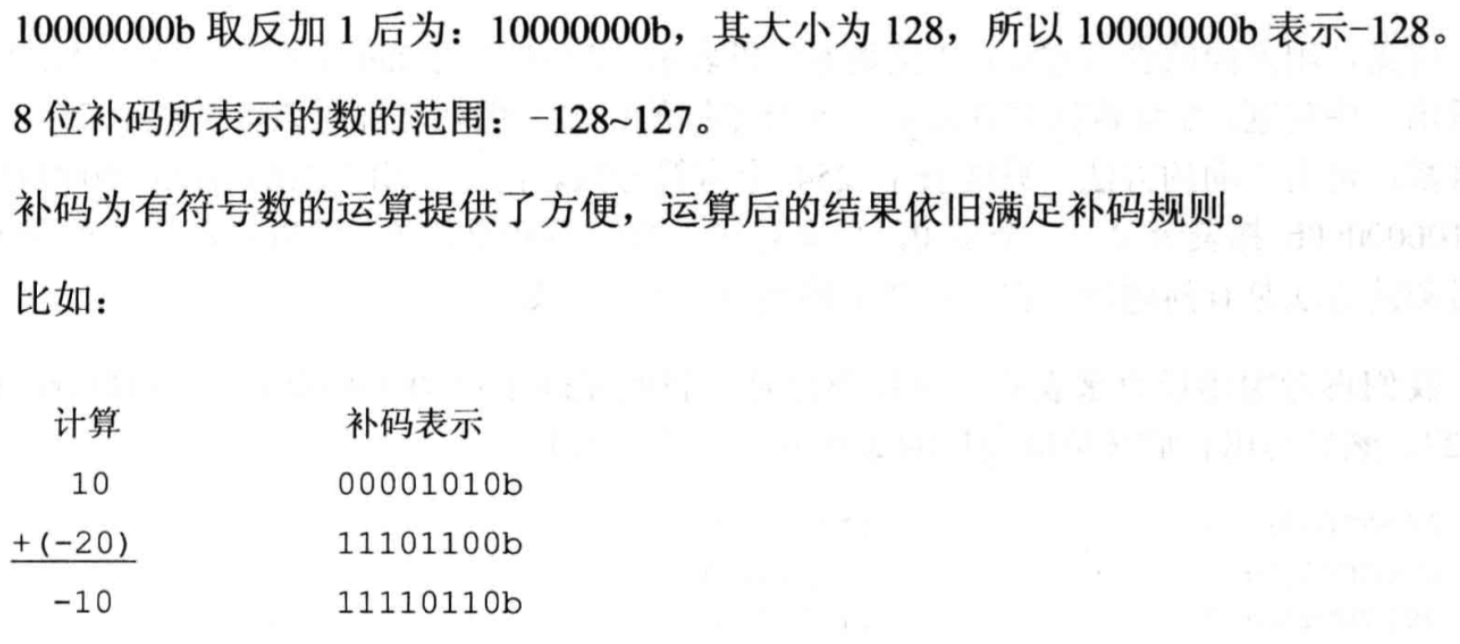 10000000b 取反加 1 后为：10000000b，其大小为 128，所以 10000000b 表示-128。
8 位补码所表示的数的范围：-128~127。
补码为有符号数的运算提供了方便，运算后的结果依旧满足补码规则。
比如：
计算 补码表示
10 00001010b
+(-20) 11101100b
-10 11110110b